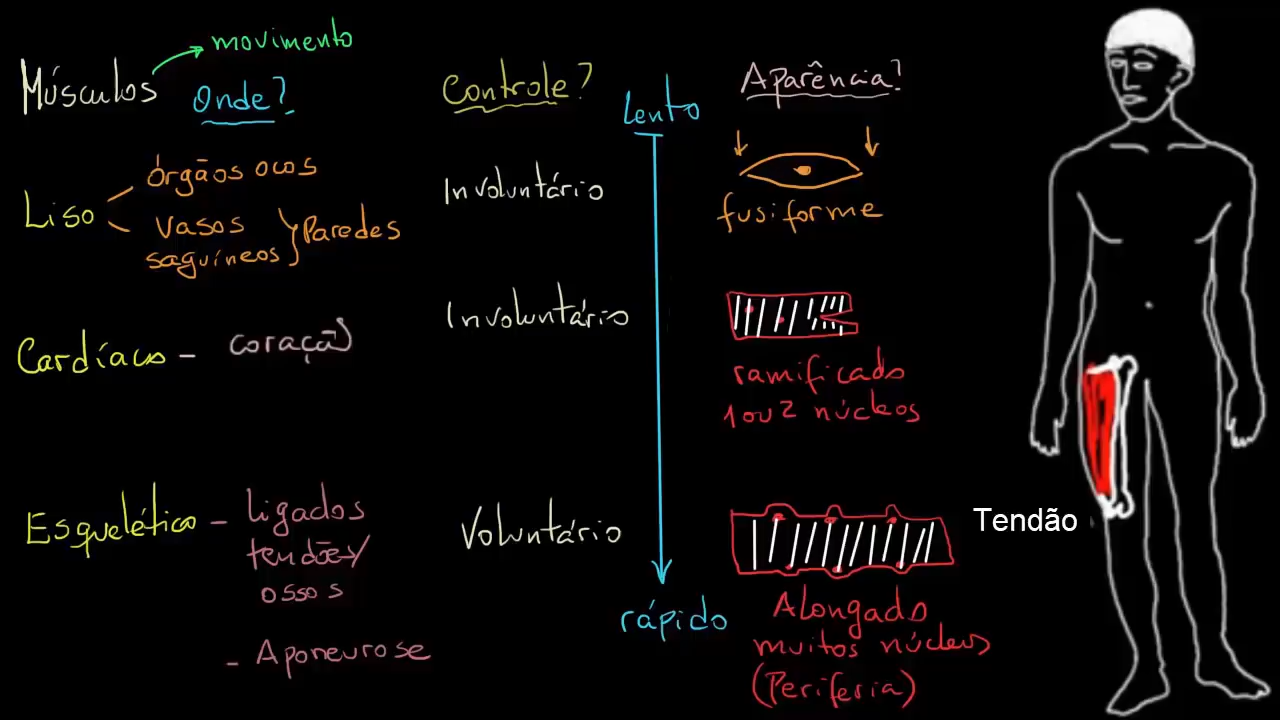 movimento
Músculos
Onde?
Controle?
lento
Aparência?
órgãos ocos
Liso
Vasos
saguíneos
Paredes
Involuntário
fusiforme
Cardíaco - coração
Involuntário
ramificado
1 ou 2 núcleos
Esquelético - Ligados
tendões/
ossos
Voluntário
Tendão
rápido
Alongado
muitos núcleos
(Periferia)
- Aponeurose